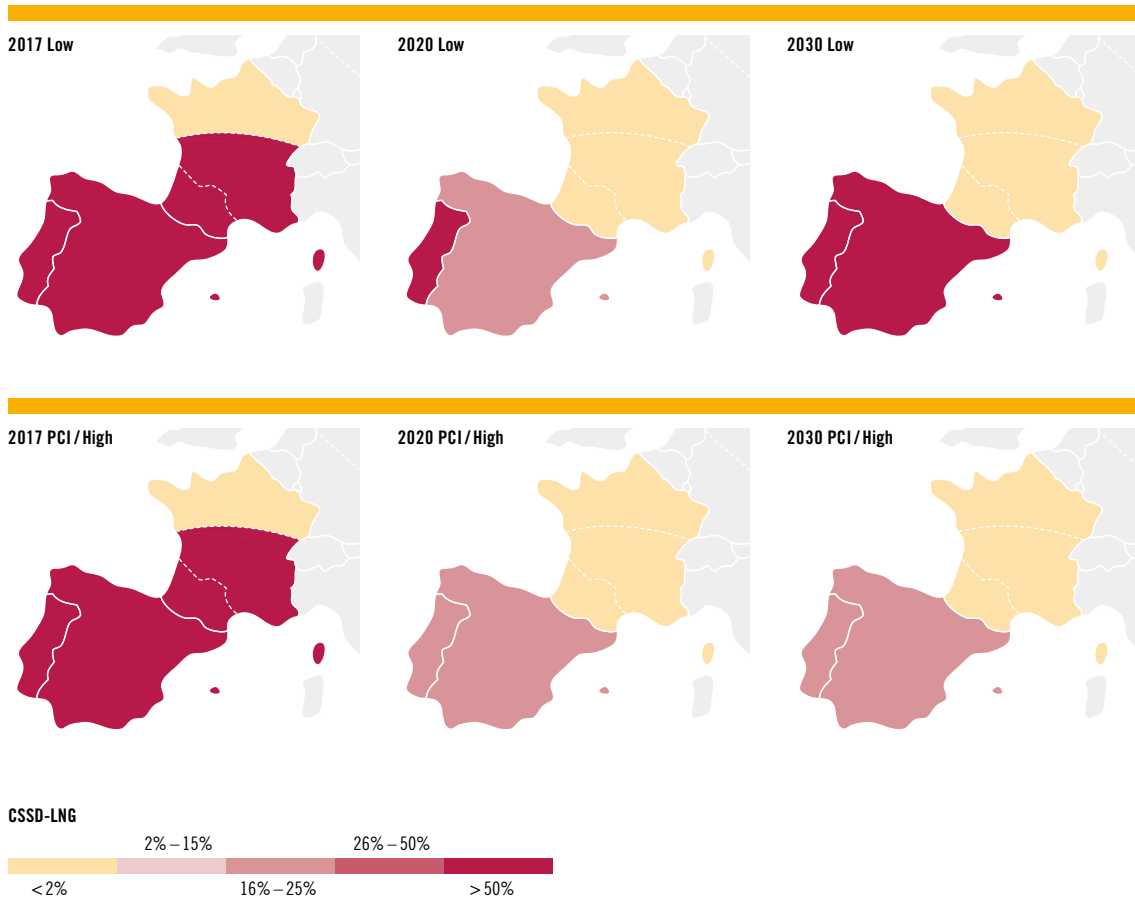 2017 Low
2020 Low
2030 Low
2017 PCI / High
2020 PCI / High
2030 PCI / High
CSSD-LNG
2% – 15%
26% – 50%
< 2%
16% – 25%
> 50%